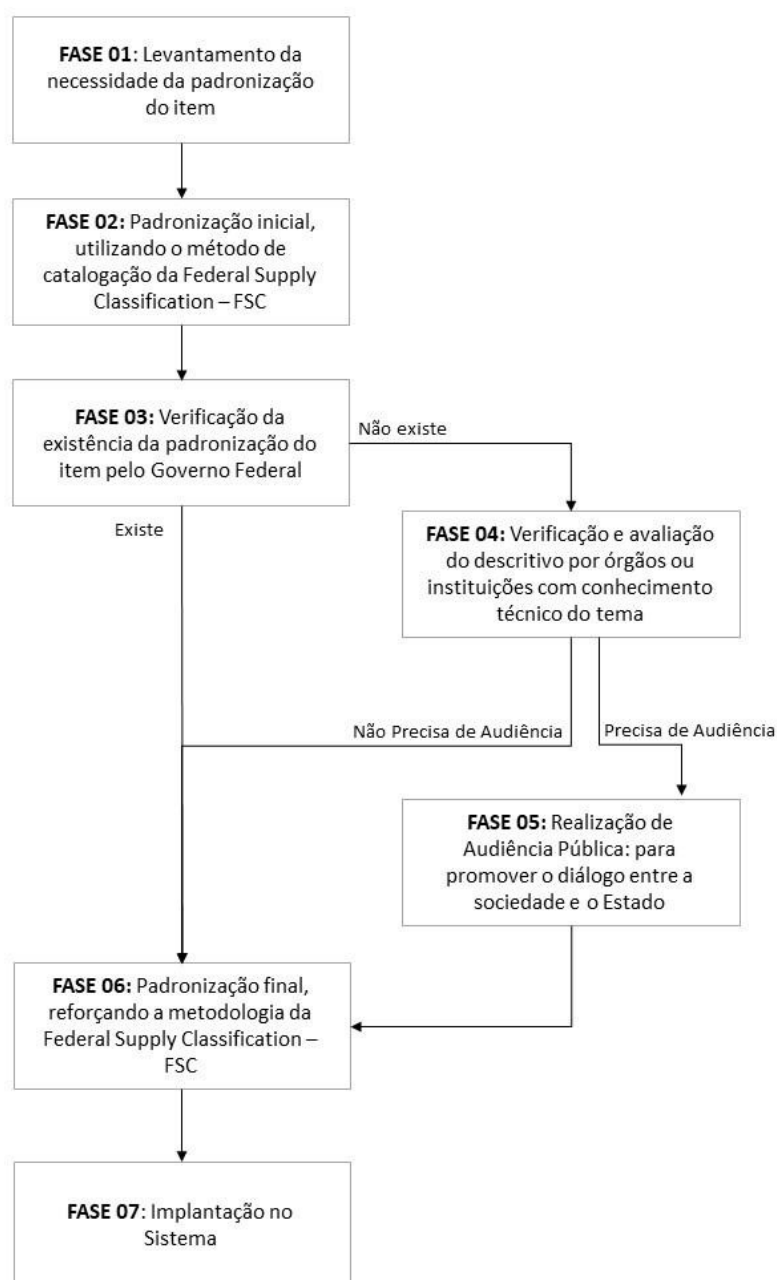 FASE 01: Levantamento da
necessidade da padronização
do item
FASE 02: Padronização inicial,
utilizando o método de
catalogação da Federal Supply
Classification – FSC
FASE 03: Verificação da
existência da padronização do
item pelo Governo Federal
Não existe
Existe
FASE 04: Verificação e avaliação
do descritivo por órgãos ou
instituições com conhecimento
técnico do tema
Não Precisa de Audiência
Precisa de Audiência
FASE 05: Realização de
Audiência Pública: para
promover o diálogo entre a
sociedade e o Estado
FASE 06: Padronização final,
reforçando a metodologia da
Federal Supply Classification –
FSC
FASE 07: Implantação no
Sistema